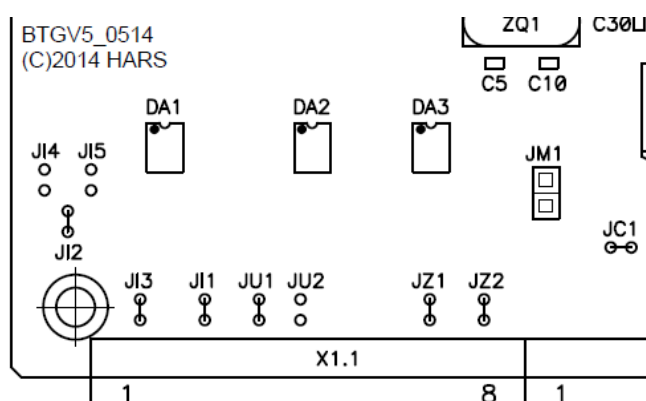 BTGV5_0514
(C)2014 HARS
ZQ1
C30
C5
C10
DA1
DA2
DA3
JI4
JI5
JM1
JI2
JC1
JI3
JI1
JU1
JU2
JZ1
JZ2
X1.1
1
8
1